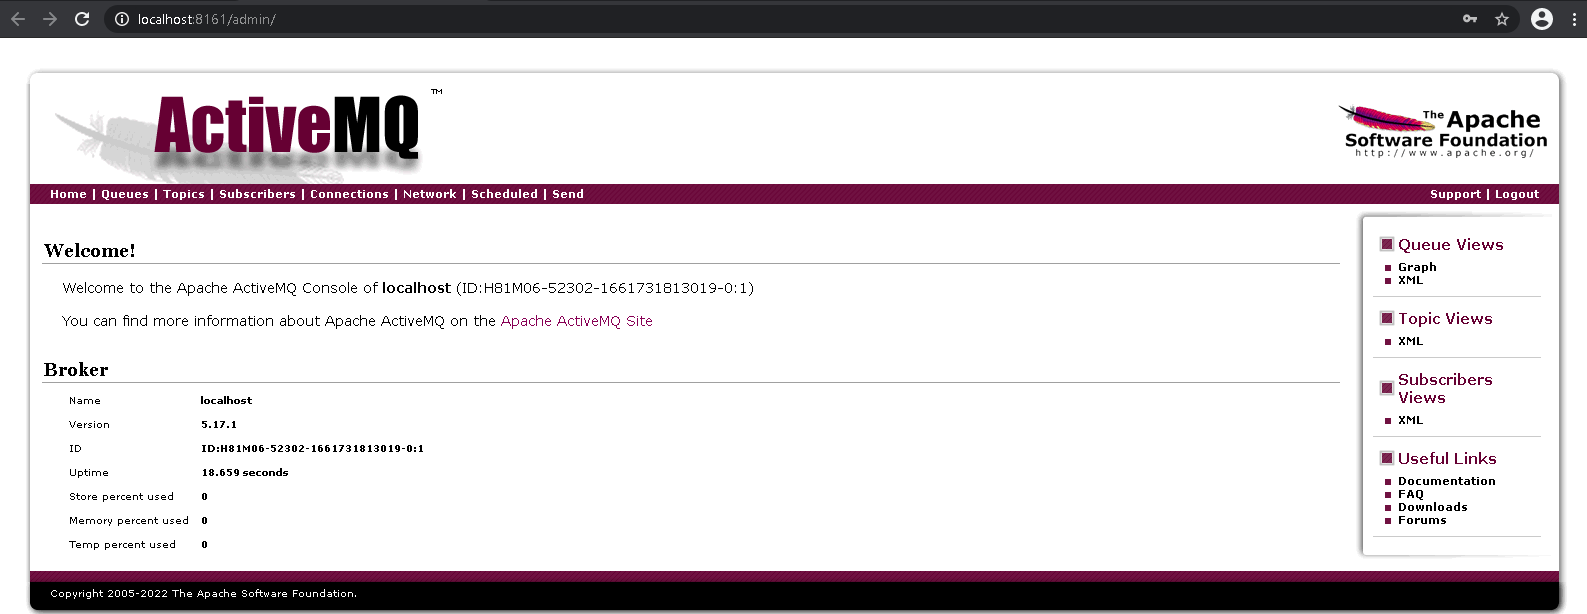 localhost:8161/admin/
ActiveMQ ™
The Apache
Software Foundation
http://www.apache.org/
Home | Queues | Topics | Subscribers | Connections | Network | Scheduled | Send
Support | Logout
Welcome!
Welcome to the Apache ActiveMQ Console of localhost (ID:H81M06-52302-1661731813019-0:1)
You can find more information about Apache ActiveMQ on the Apache ActiveMQ Site
Broker
Name localhost
Version 5.17.1
ID ID:H81M06-52302-1661731813019-0:1
Uptime 18.659 seconds
Store percent used 0
Memory percent used 0
Temp percent used 0
Queue Views
Graph
XML
Topic Views
XML
Subscribers
Views
XML
Useful Links
Documentation
FAQ
Downloads
Forums
Copyright 2005-2022 The Apache Software Foundation.